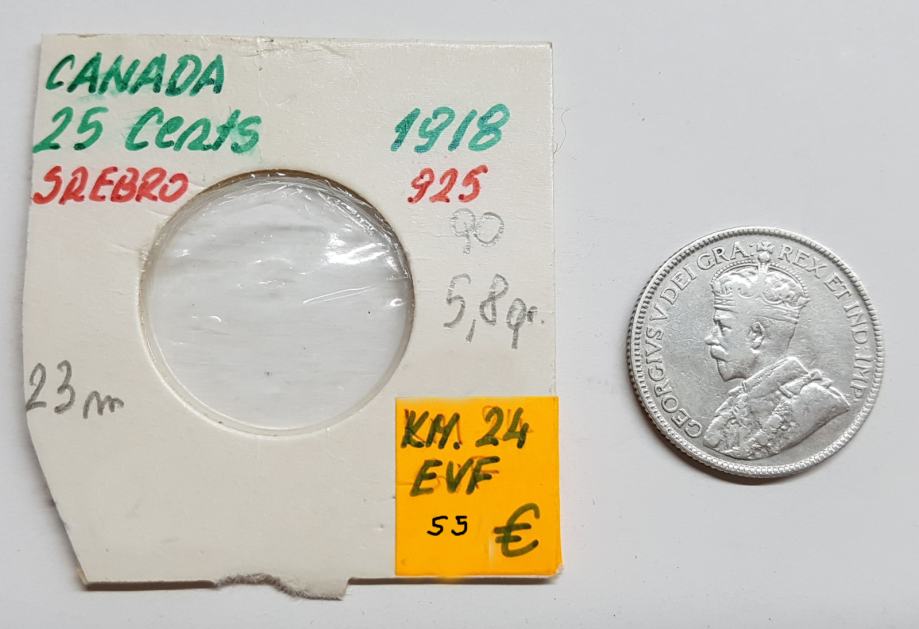 CANADA
25 Cents 1918
SREBRO 925
90
5,8 gr.
23 m
KM. 24
EVF
55 €
GEORGIVS V DEI GRA: REX ET IND: IMP: